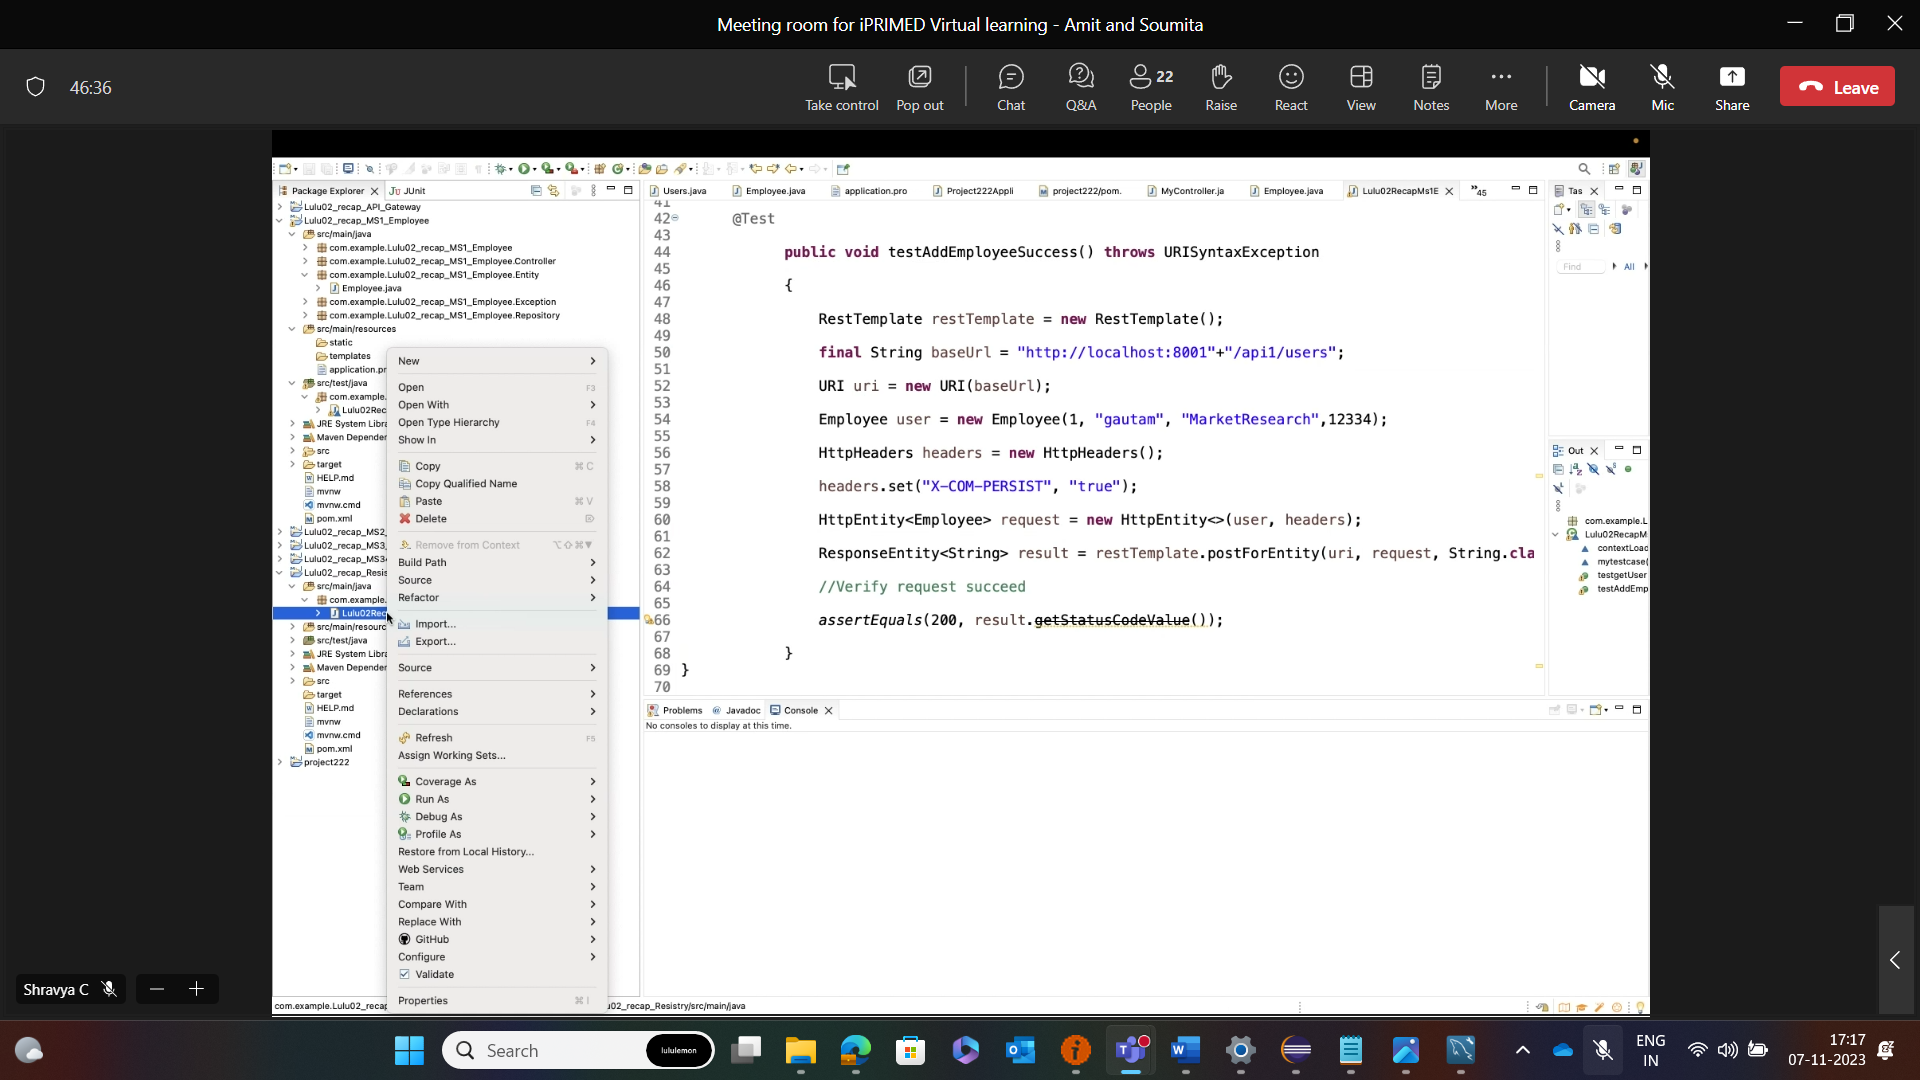 Meeting room for iPRIMED Virtual learning - Amit and Soumita
46:36
Take control
Pop out
Chat
Q&A
22
People
Raise
React
View
Notes
More
Camera
Mic
Share
Leave
Package Explorer
JUnit
Users.java
Employee.java
application.pro
Project222Appli
project222/pom.
MyController.ja
Employee.java
Lulu02RecapMs1E
»45
Tas
Lulu02_recap_API_Gateway
Lulu02_recap_MS1_Employee
src/main/java
com.example.Lulu02_recap_MS1_Employee
com.example.Lulu02_recap_MS1_Employee.Controller
com.example.Lulu02_recap_MS1_Employee.Entity
Employee.java
com.example.Lulu02_recap_MS1_Employee.Exception
com.example.Lulu02_recap_MS1_Employee.Repository
src/main/resources
static
templates
application.pr
src/test/java
com.example.
Lulu02Rec
JRE System Libra
Maven Depender
src
target
HELP.md
mvnw
mvnw.cmd
pom.xml
Lulu02_recap_MS2_
Lulu02_recap_MS3_
Lulu02_recap_MS3
Lulu02_recap_Resis
src/main/java
com.example.
Lulu02Rec
src/main/resourc
src/test/java
JRE System Libra
Maven Depender
src
target
HELP.md
mvnw
mvnw.cmd
pom.xml
project222
New
Open F3
Open With
Open Type Hierarchy F4
Show In
Copy ⌘ C
Copy Qualified Name
Paste ⌘ V
Delete
Remove from Context
Build Path
Source
Refactor
Import...
Export...
Source
References
Declarations
Refresh F5
Assign Working Sets...
Coverage As
Run As
Debug As
Profile As
Restore from Local History...
Web Services
Team
Compare With
Replace With
GitHub
Configure
Validate
Properties ⌘ I
41
42 @Test
43
44 public void testAddEmployeeSuccess() throws URISyntaxException
45
46 {
47
48 RestTemplate restTemplate = new RestTemplate();
49
50 final String baseUrl = "http://localhost:8001"+"/api1/users";
51
52 URI uri = new URI(baseUrl);
53
54 Employee user = new Employee(1, "gautam", "MarketResearch",12334);
55
56 HttpHeaders headers = new HttpHeaders();
57
58 headers.set("X-COM-PERSIST", "true");
59
60 HttpEntity<Employee> request = new HttpEntity<>(user, headers);
61
62 ResponseEntity<String> result = restTemplate.postForEntity(uri, request, String.cla
63
64 //Verify request succeed
65
66 assertEquals(200, result.getStatusCodeValue());
67
68 }
69 }
70
Find
All
Out
com.example.L
Lulu02RecapM
contextLoad
mytestcase(
testgetUser
testAddEmp
Problems
@ Javadoc
Console
No consoles to display at this time.
com.example.Lulu02_recap
u02_recap_Resistry/src/main/java
Shravya C
Search
lululemon
ENG
IN
17:17
07-11-2023